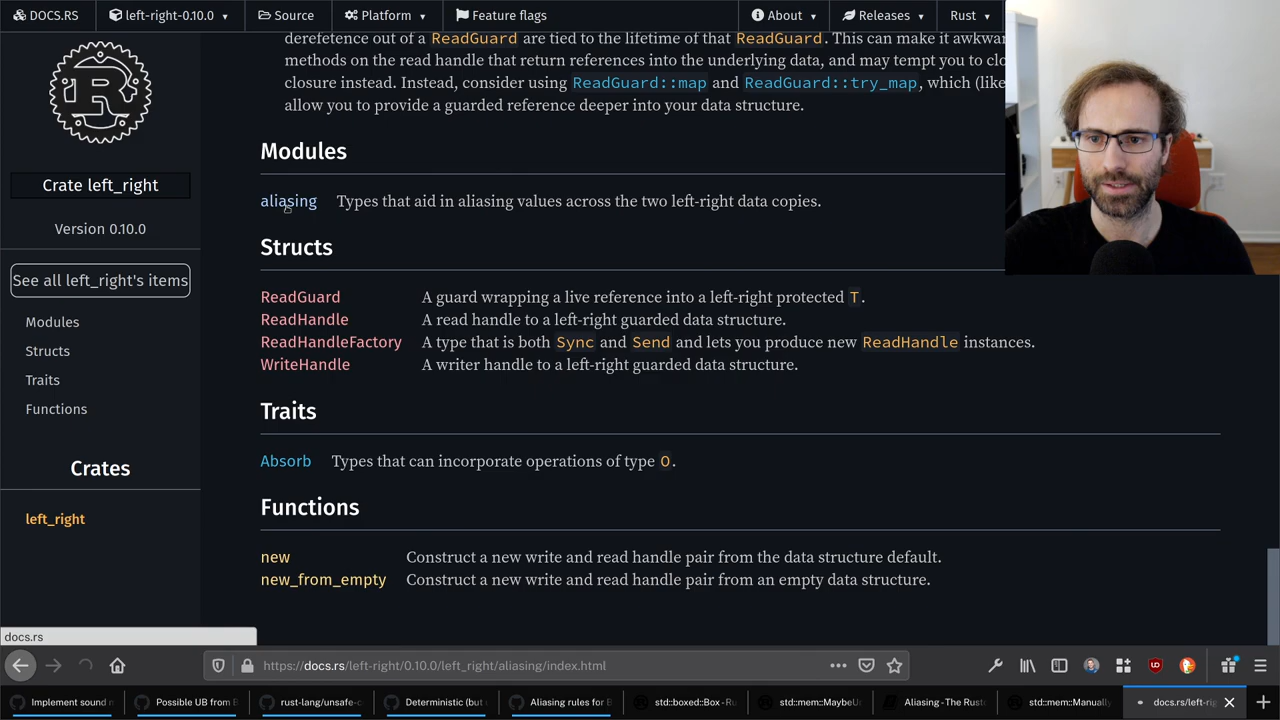 DOCS.RS left-right-0.10.0 Source Platform Feature flags About Releases Rust
dereference out of a ReadGuard are tied to the lifetime of that ReadGuard. This can make it awkwa
methods on the read handle that return references into the underlying data, and may tempt you to clo
closure instead. Instead, consider using ReadGuard::map and ReadGuard::try_map, which (like
allow you to provide a guarded reference deeper into your data structure.
Crate left_right
Version 0.10.0
See all left_right's items
Modules
Structs
Traits
Functions
Crates
left_right
Modules
aliasing Types that aid in aliasing values across the two left-right data copies.
Structs
ReadGuard A guard wrapping a live reference into a left-right protected T.
ReadHandle A read handle to a left-right guarded data structure.
ReadHandleFactory A type that is both Sync and Send and lets you produce new ReadHandle instances.
WriteHandle A writer handle to a left-right guarded data structure.
Traits
Absorb Types that can incorporate operations of type O.
Functions
new Construct a new write and read handle pair from the data structure default.
new_from_empty Construct a new write and read handle pair from an empty data structure.
docs.rs
https://docs.rs/left-right/0.10.0/left_right/aliasing/index.html
Implement sound n Possible UB from B rust-lang/unsafe-c Deterministic (but Aliasing rules for B std::boxed::Box - Ru std::mem::MaybeU Aliasing - The Rust std::mem::Manually docs.rs/left-rig